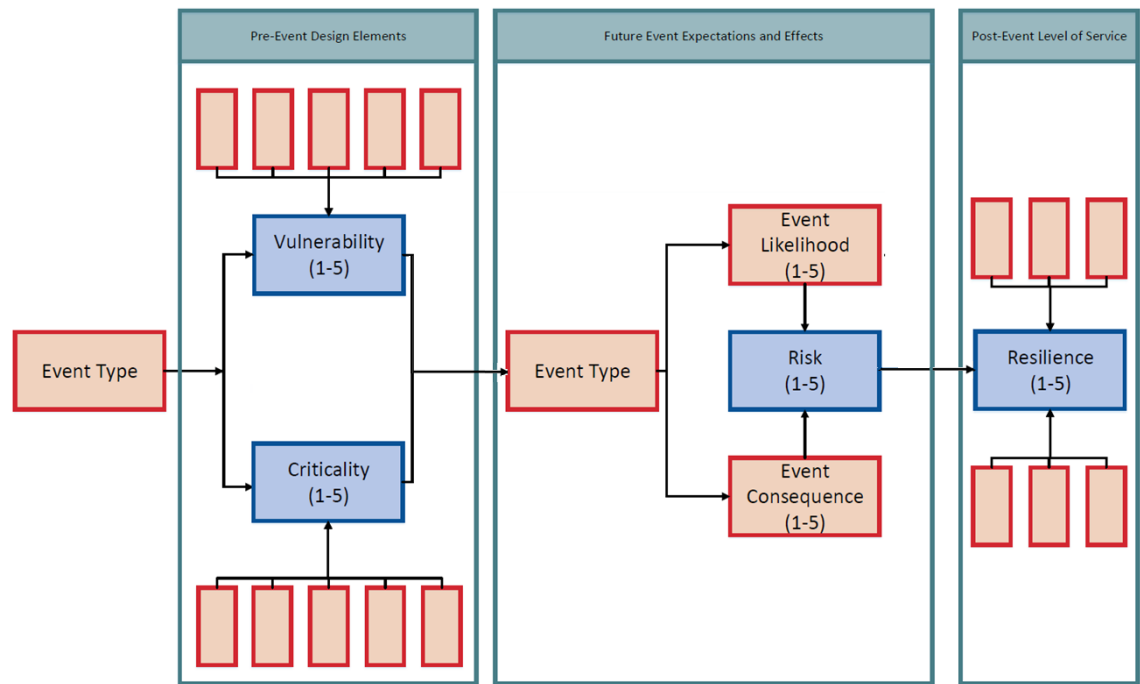 Pre-Event Design Elements
Future Event Expectations and Effects
Post-Event Level of Service
Vulnerability
(1-5)
Event
Likelihood
(1-5)
Event Type
Event Type
Risk
(1-5)
Resilience
(1-5)
Criticality
(1-5)
Event
Consequence
(1-5)